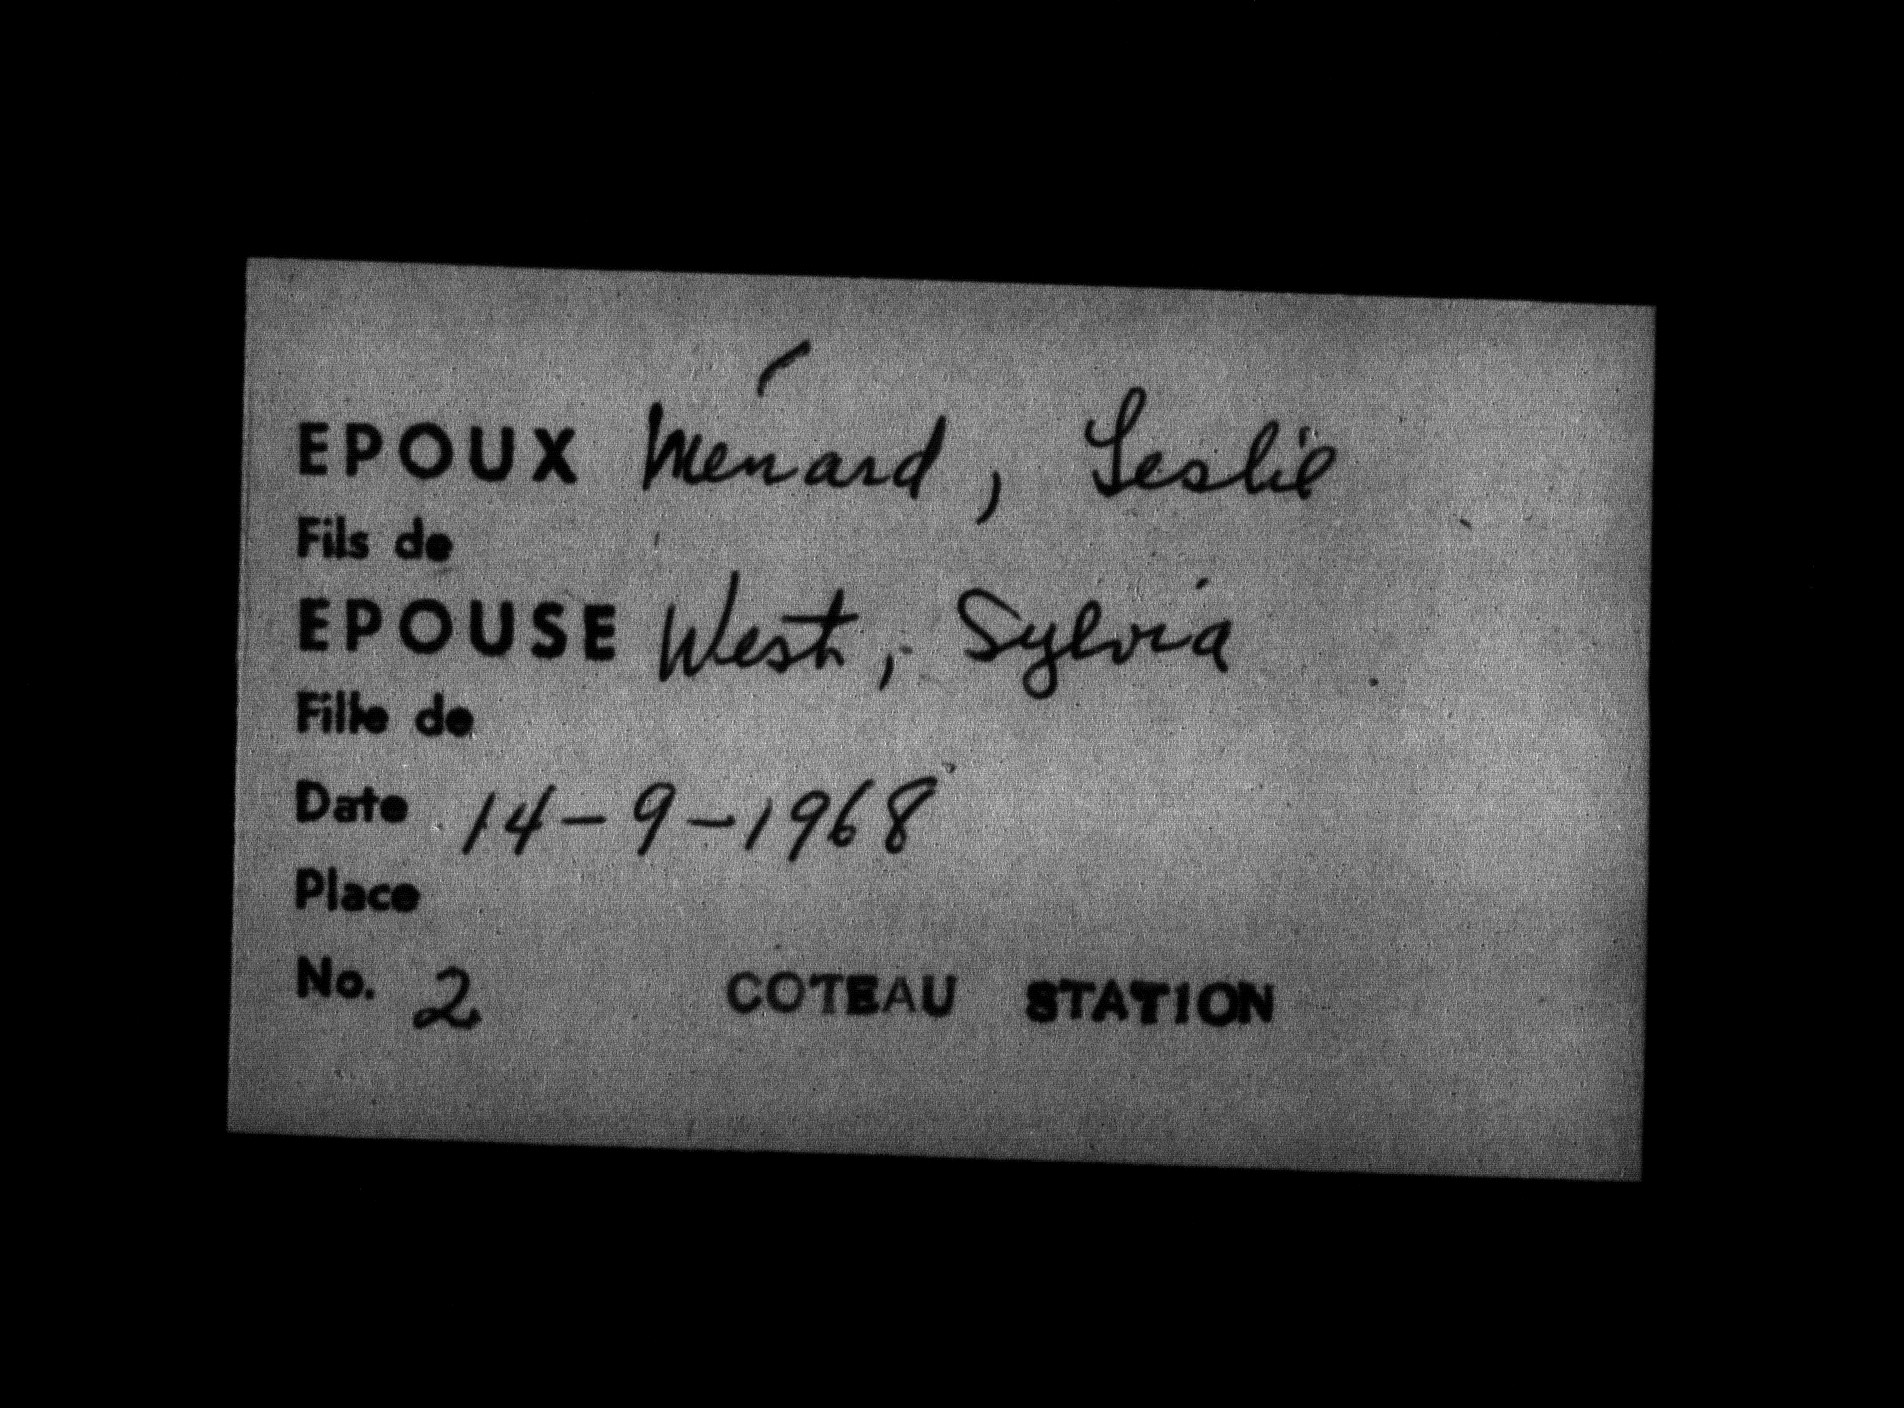 EPOUX Ménard, Leslie
Fils de
EPOUSE West, Sylvia
Fille de
Date 14-9-1968
Place
No. 2 COTEAU STATION